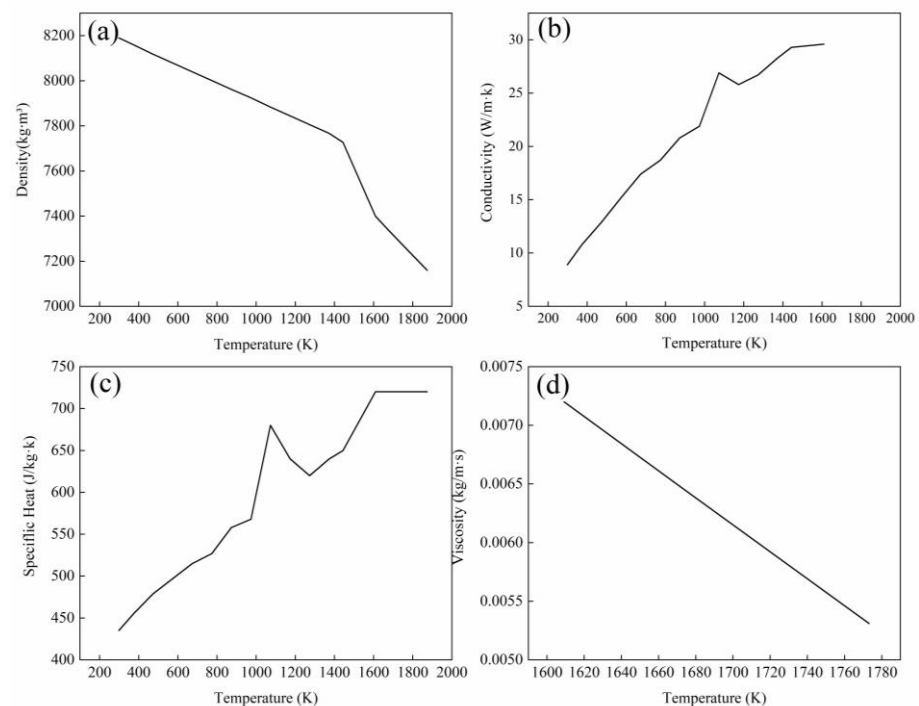 (a)
8200
8000
7800
7600
7400
7200
7000
Density(kg·m³)
200 400 600 800 1000 1200 1400 1600 1800 2000
Temperature (K)
(b)
30
25
20
15
10
5
Conductivity (W/m·k)
200 400 600 800 1000 1200 1400 1600 1800 2000
Temperature (K)
(c)
750
700
650
600
550
500
450
400
Speciflic Heat (J/kg·k)
200 400 600 800 1000 1200 1400 1600 1800 2000
Temperature (K)
(d)
0.0075
0.0070
0.0065
0.0060
0.0055
0.0050
Viscosity (kg/m·s)
1600 1620 1640 1660 1680 1700 1720 1740 1760 1780
Temperature (K)